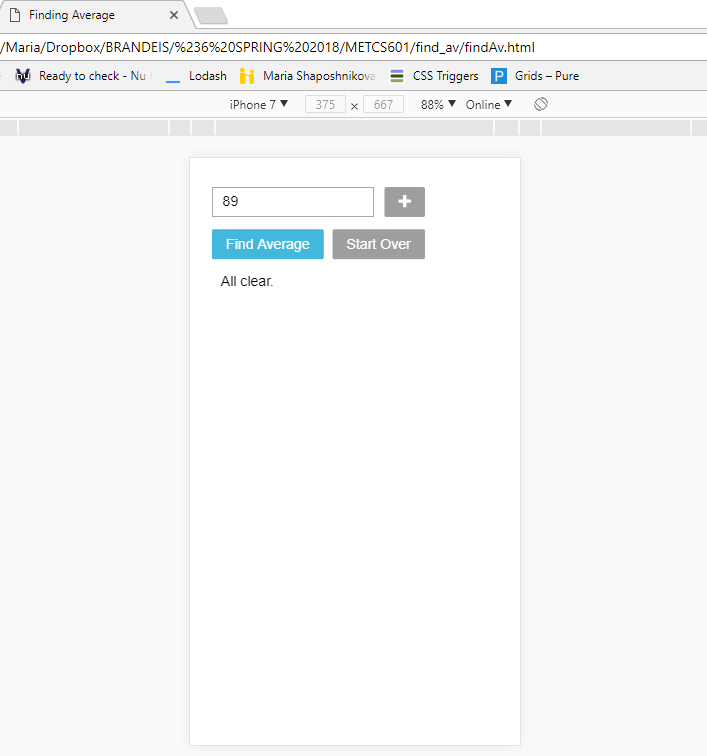 Finding Average
/Maria/Dropbox/BRANDEIS/%236%20SPRING%202018/METCS601/find_av/findAv.html
Ready to check - Nu Lodash Maria Shaposhnikova CSS Triggers P Grids – Pure
iPhone 7 375 × 667 88% Online
89
Find Average Start Over
All clear.